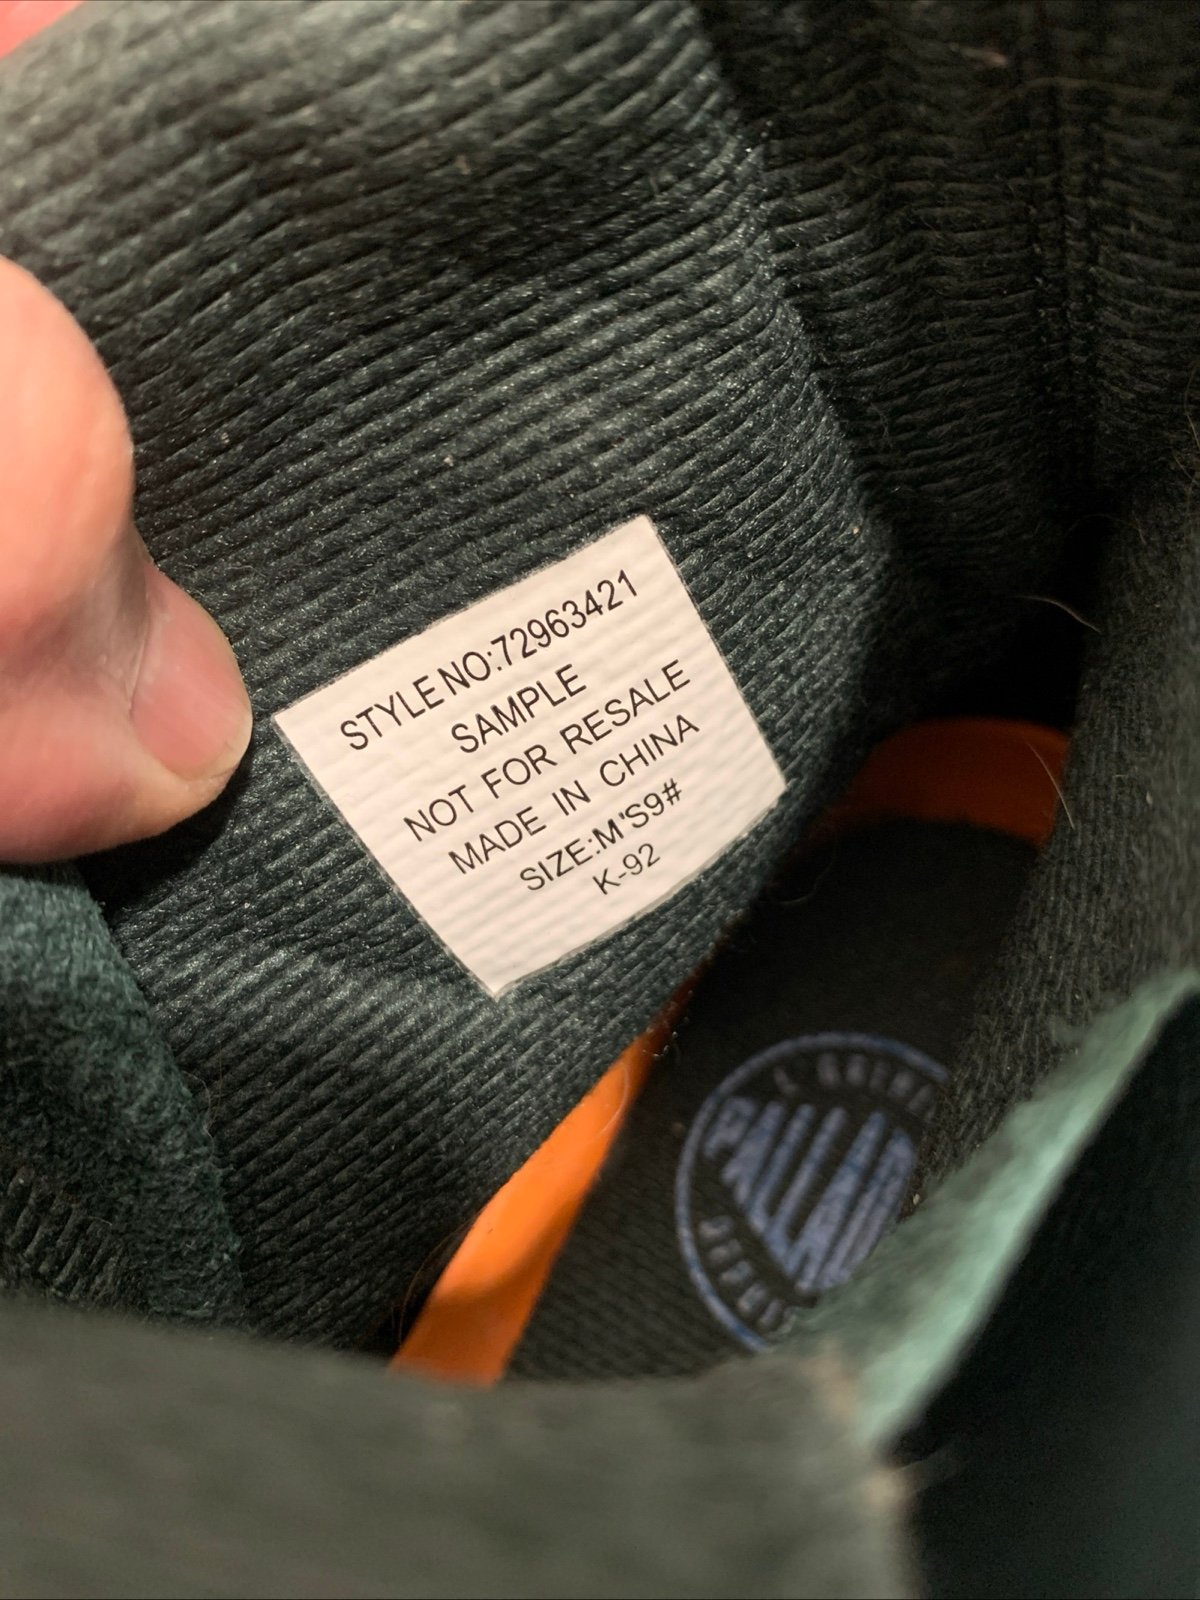 STYLE NO:72963421
SAMPLE
NOT FOR RESALE
MADE IN CHINA
SIZE:M'S9#
K-92